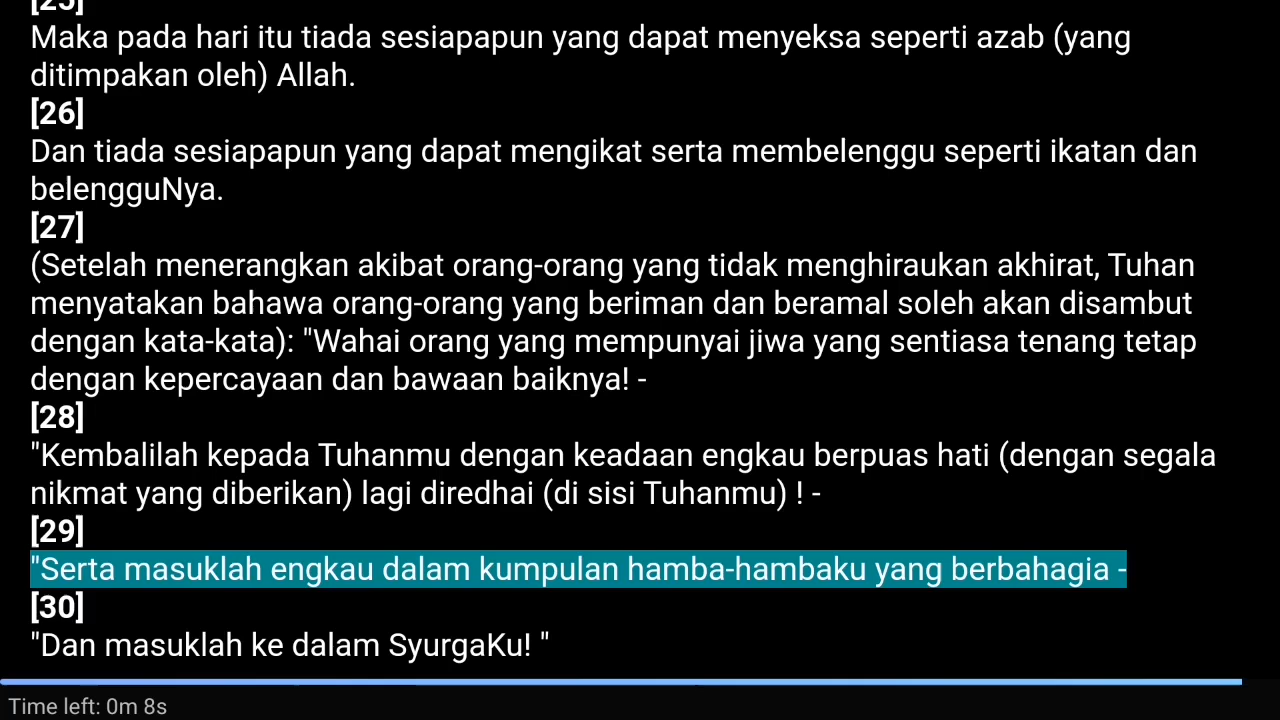 [25]
Maka pada hari itu tiada sesiapapun yang dapat menyeksa seperti azab (yang
ditimpakan oleh) Allah.
[26]
Dan tiada sesiapapun yang dapat mengikat serta membelenggu seperti ikatan dan
belengguNya.
[27]
(Setelah menerangkan akibat orang-orang yang tidak menghiraukan akhirat, Tuhan
menyatakan bahawa orang-orang yang beriman dan beramal soleh akan disambut
dengan kata-kata): "Wahai orang yang mempunyai jiwa yang sentiasa tenang tetap
dengan kepercayaan dan bawaan baiknya! -
[28]
"Kembalilah kepada Tuhanmu dengan keadaan engkau berpuas hati (dengan segala
nikmat yang diberikan) lagi diredhai (di sisi Tuhanmu) ! -
[29]
"Serta masuklah engkau dalam kumpulan hamba-hambaku yang berbahagia -
[30]
"Dan masuklah ke dalam SyurgaKu! "
Time left: 0m 8s